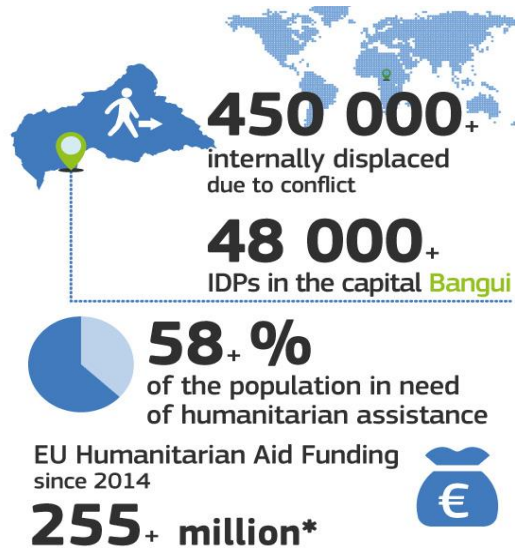 450 000+
internally displaced
due to conflict
48 000+
IDPs in the capital Bangui
58+ %
of the population in need
of humanitarian assistance
EU Humanitarian Aid Funding
since 2014
€
255+ million*